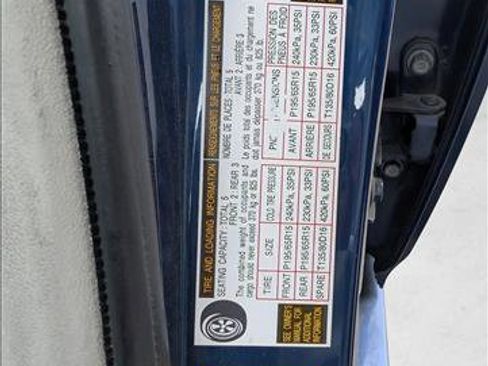 TIRE AND LOADING INFORMATION
SEATING CAPACITY : TOTAL 5
FRONT 2 : REAR 3
The combined weight of occupants and
cargo should never exceed 370 kg or 825 lbs.
TIRE SIZE COLD TIRE PRESSURE
FRONT P195/65R15 240kPa, 35PSI
REAR P195/65R15 230kPa, 33PSI
SPARE T135/80D16 420kPa, 60PSI
SEE OWNER'S
MANUAL FOR
ADDITIONAL
INFORMATION
RENSEIGNEMENTS SUR LES PNEUS ET LE CHARGEMENT
NOMBRE DE PLACES : TOTAL 5
AVANT 2 : ARRIÈRE 3
Le poids total des occupants et du chargement ne
doit jamais dépasser 370 kg ou 825 lb.
PNEU DIMENSIONS PRESSION DES
PNEUS À FROID
AVANT P195/65R15 240kPa, 35PSI
ARRIÈRE P195/65R15 230kPa, 33PSI
DE SECOURS T135/80D16 420kPa, 60PSI